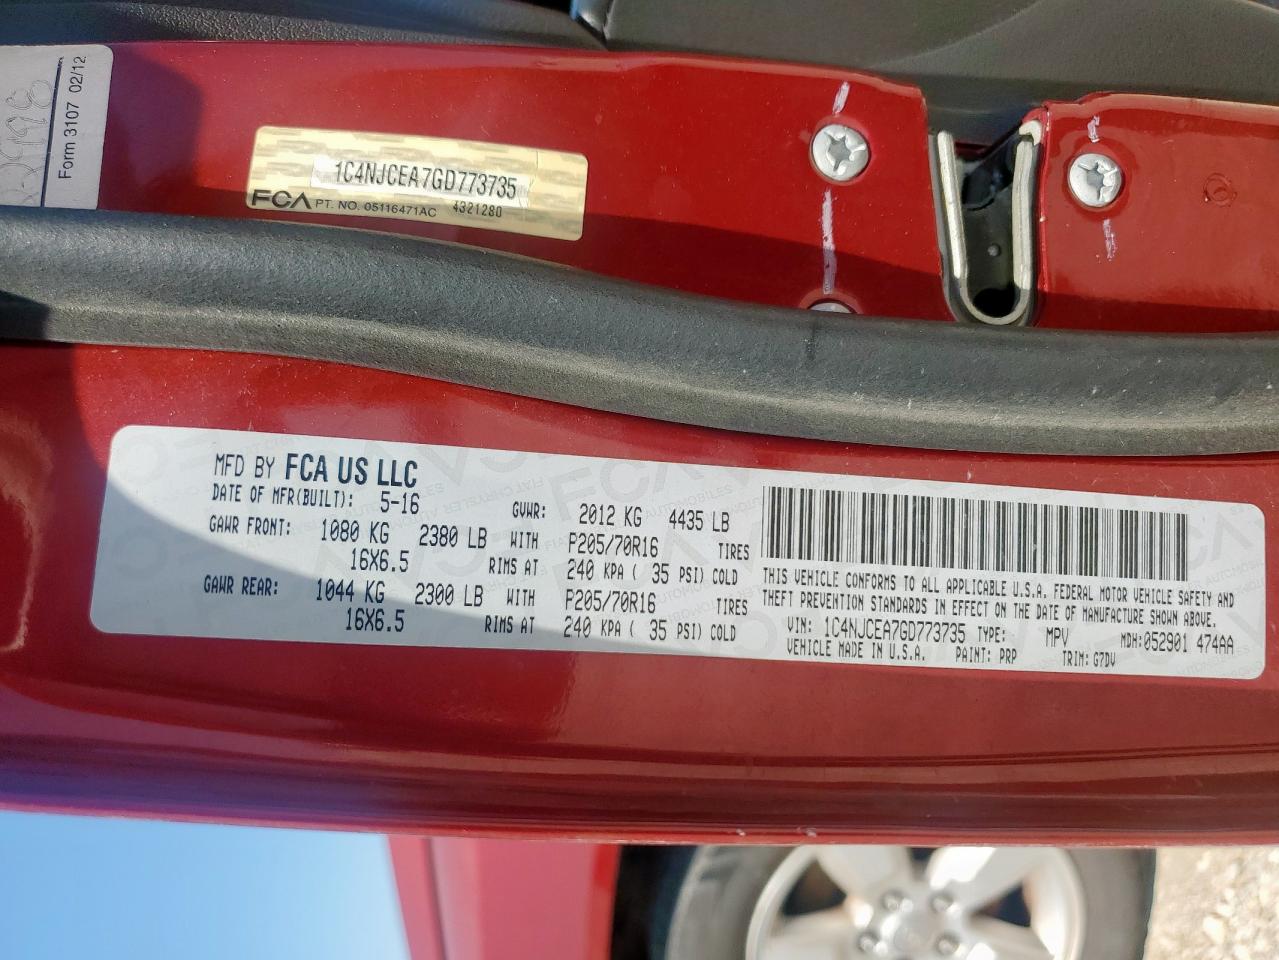 Form 3107 02/12
1C4NJCEA7GD773735
FCA PT. NO. 05116471AC 4321280
MFD BY FCA US LLC
DATE OF MFR(BUILT): 5-16 GVWR: 2012 KG 4435 LB
GAWR FRONT: 1080 KG 2380 LB WITH P205/70R16 TIRES
16X6.5 RIMS AT 240 KPA ( 35 PSI) COLD
GAWR REAR: 1044 KG 2300 LB WITH P205/70R16 TIRES
16X6.5 RIMS AT 240 KPA ( 35 PSI) COLD
THIS VEHICLE CONFORMS TO ALL APPLICABLE U.S.A. FEDERAL MOTOR VEHICLE SAFETY AND
THEFT PREVENTION STANDARDS IN EFFECT ON THE DATE OF MANUFACTURE SHOWN ABOVE.
VIN: 1C4NJCEA7GD773735 TYPE: MPV MDH:052901 474AA
VEHICLE MADE IN U.S.A. PAINT: PRP TRIM: G7DV